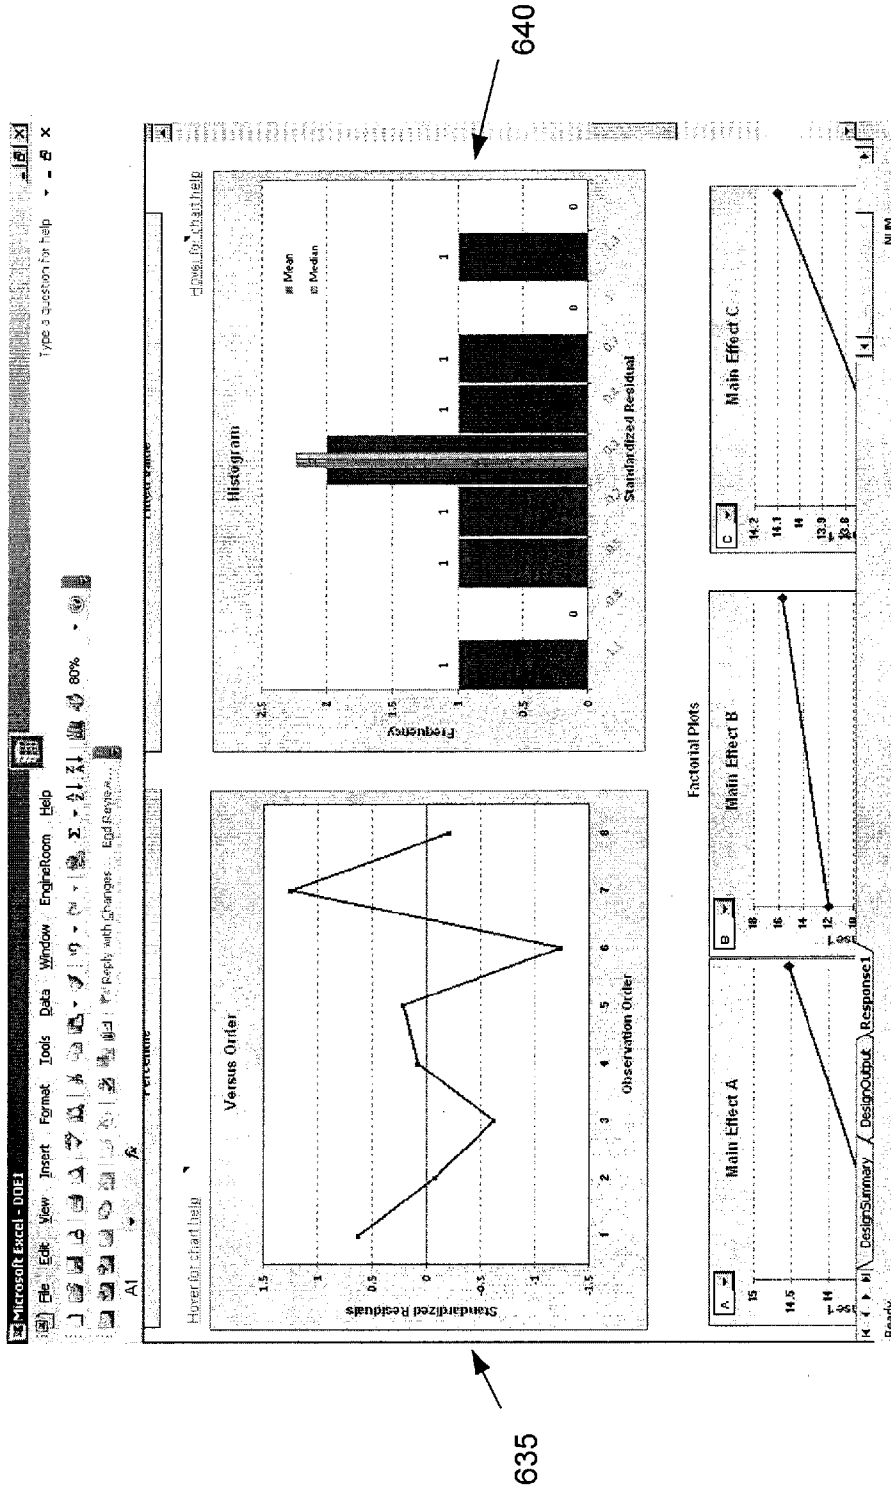 Microsoft Excel - DOE1
File Edit View Insert Format Tools Data Window EngineRoom Help
Type a question for help
80%
Reply with Changes... End Review...
A1
fx
Percentile
Hover for chart help
Hover for chart help
Versus Order
Standardized Residuals
1.5
1
0.5
0
-0.5
-1
-1.5
1 2 3 4 5 6 7 8
Observation Order
635
Histogram
Mean
Median
Frequency
2.5
2
1.5
1
0.5
0
1 0 1 1 1 1 0 1 0
Standardized Residual
640
Factorial Plots
A
Main Effect A
15
14.5
14
B
Main Effect B
18
16
14
12
10
C
Main Effect C
14.2
14.1
14
13.9
13.8
DesignSummary DesignOutput Response1
Ready
NUM